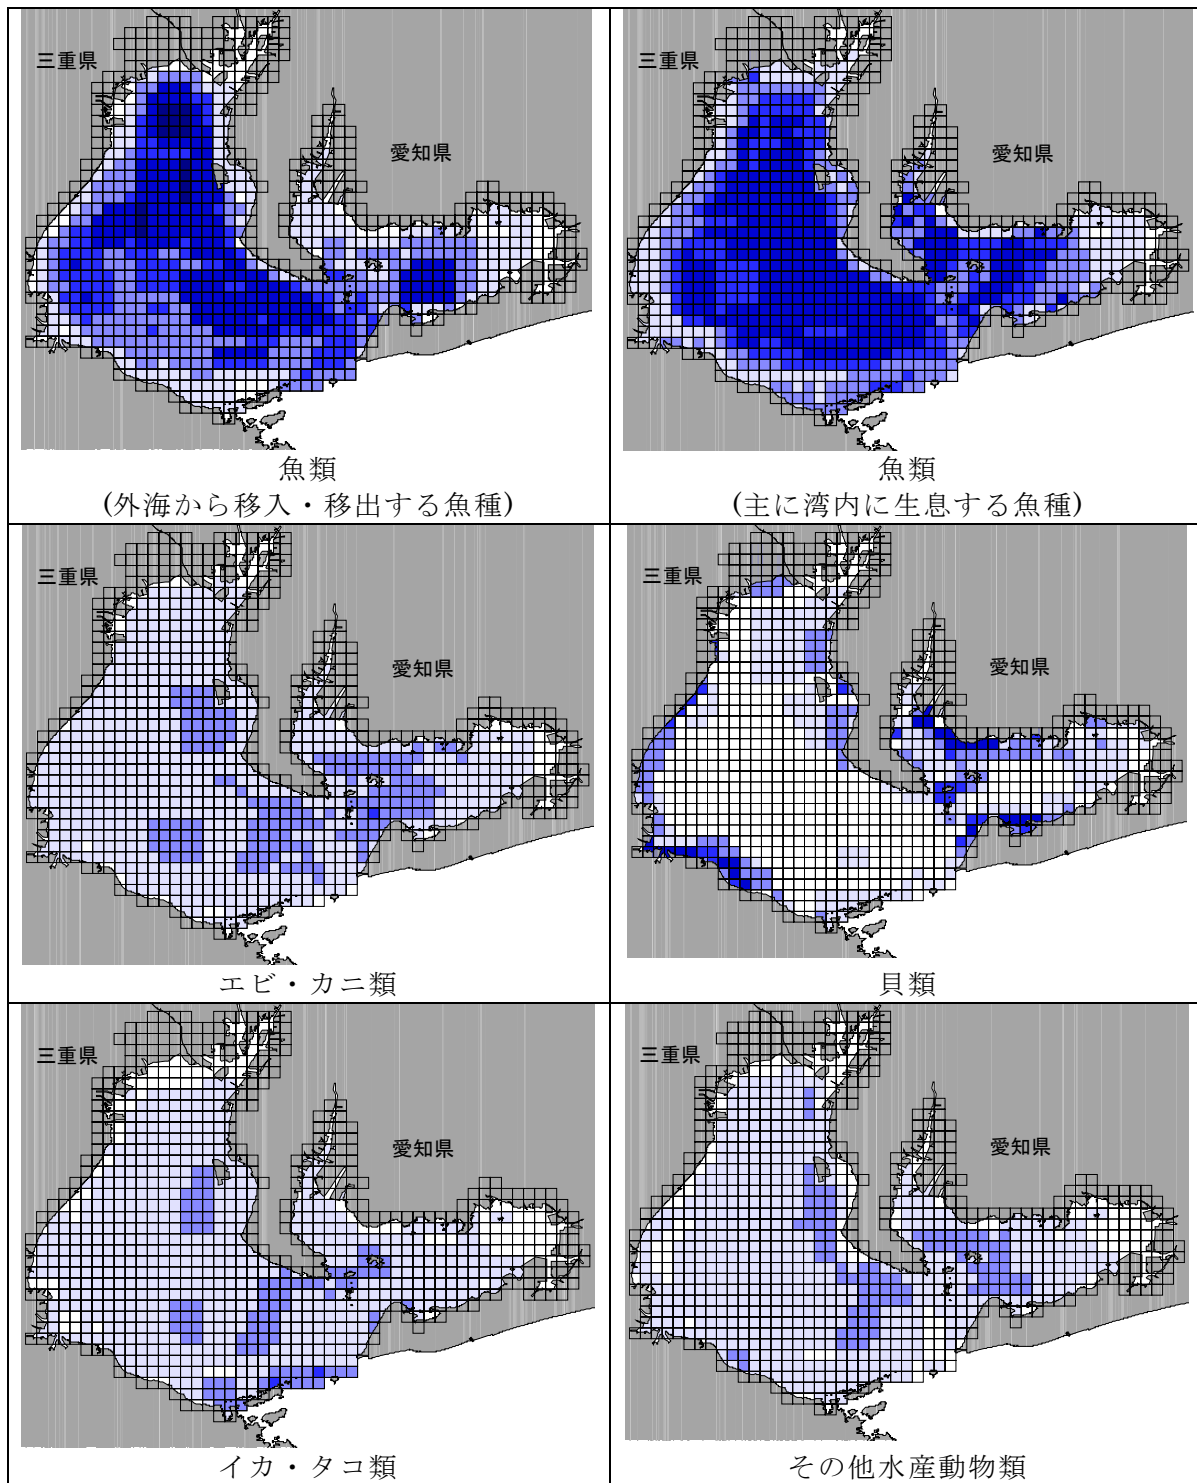 三重県
愛知県
魚類
(外海から移入・移出する魚種)
三重県
愛知県
魚類
(主に湾内に生息する魚種)
三重県
愛知県
エビ・カニ類
三重県
愛知県
貝類
三重県
愛知県
イカ・タコ類
三重県
愛知県
その他水産動物類